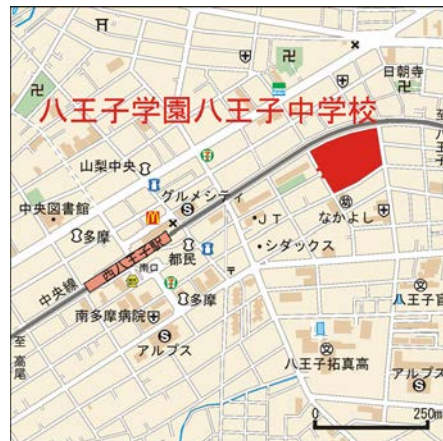 日朝寺
八王子学園八王子中学校
至
八王子
山梨中央
グルメシティ
中央図書館
なかよし
JT
多摩
シダックス
西八王子駅
都民
南口
中央線
多摩
南多摩病院
至
高尾
アルプス
八王子拓真高
アルプス
0
250m